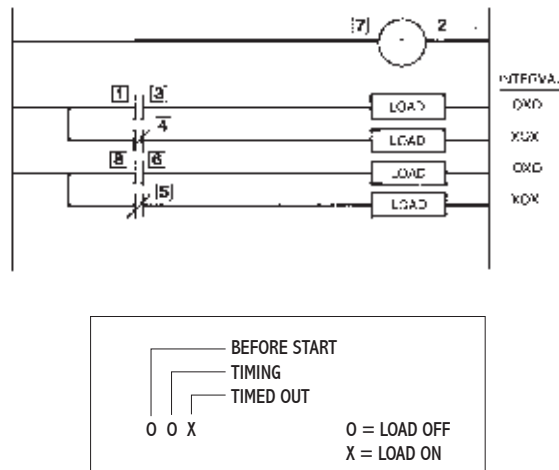 7 2
1 3 LOAD OXO
4 LOAD XOX
8 6 LOAD OXO
5 LOAD XOX
BEFORE START
TIMING
TIMED OUT
O O X
O = LOAD OFF
X = LOAD ON